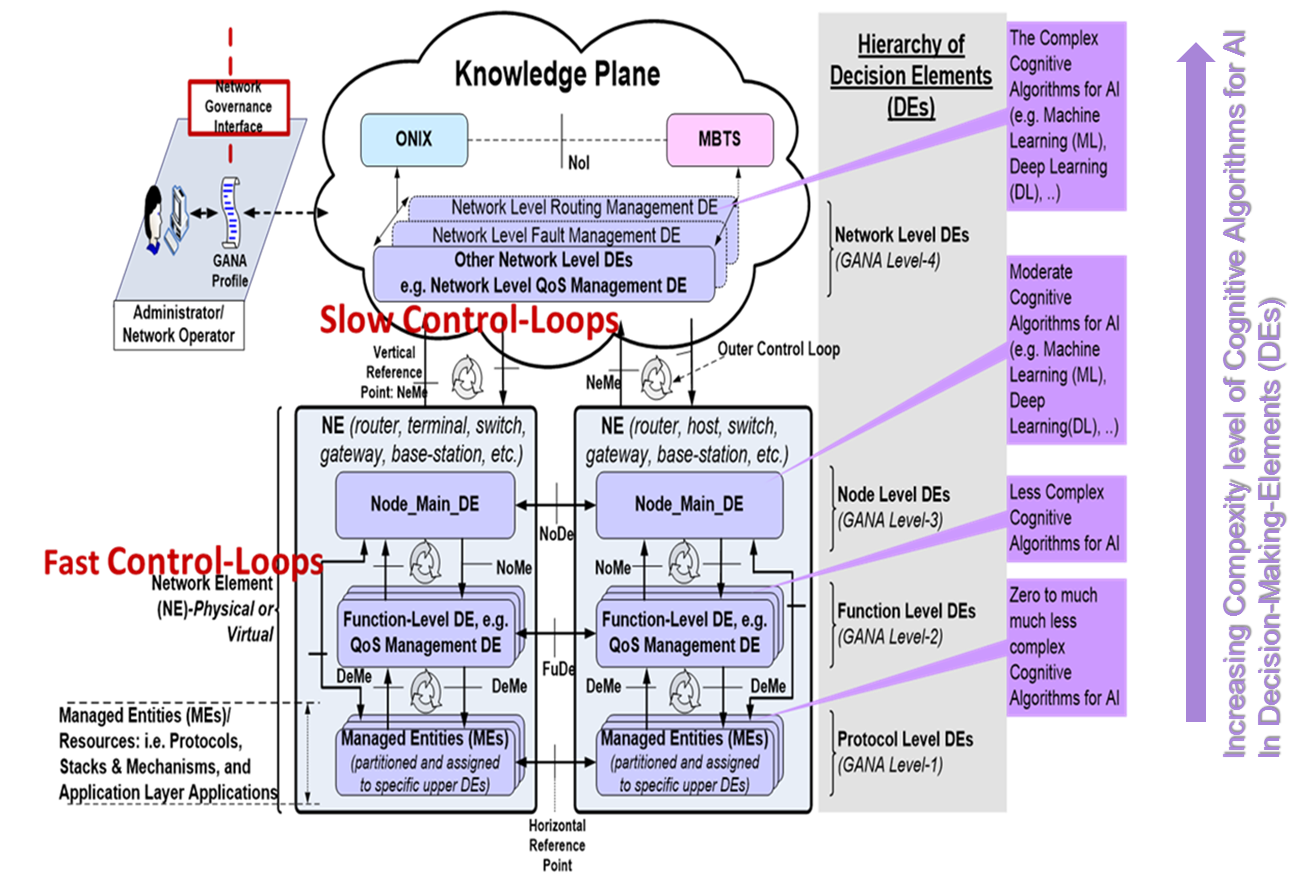 Network
Governance
Interface
GANA
Profile
Administrator/
Network Operator
Knowledge Plane
ONIX
MBTS
NoI
Network Level Routing Management DE
Network Level Fault Management DE
Other Network Level DEs
e.g. Network Level QoS Management DE
Slow Control-Loops
Vertical
Reference
Point: NeMe
NeMe
Outer Control Loop
NE (router, terminal, switch,
gateway, base-station, etc.)
NE (router, host, switch,
gateway, base-station, etc.)
Node_Main_DE
Node_Main_DE
NoDe
Fast Control-Loops
NoMe
NoMe
Network Element
(NE)-Physical or
Virtual
Function-Level DE, e.g.
QoS Management DE
Function-Level DE, e.g.
QoS Management DE
FuDe
DeMe
DeMe
DeMe
DeMe
Managed Entities (MEs)/
Resources: i.e. Protocols,
Stacks & Mechanisms, and
Application Layer Applications
Managed Entities (MEs)
(partitioned and assigned
to specific upper DEs)
Managed Entities (MEs)
(partitioned and assigned
to specific upper DEs)
Horizontal
Reference
Point
Hierarchy of
Decision Elements
(DEs)
Network Level DEs
(GANA Level-4)
Node Level DEs
(GANA Level-3)
Function Level DEs
(GANA Level-2)
Protocol Level DEs
(GANA Level-1)
The Complex
Cognitive
Algorithms for AI
(e.g. Machine
Learning (ML),
Deep Learning
(DL), ..)
Moderate
Cognitive
Algorithms for AI
(e.g. Machine
Learning (ML),
Deep
Learning(DL), ..)
Less Complex
Cognitive
Algorithms for AI
Zero to much
much less
complex
Cognitive
Algorithms for AI
Increasing Compexity level of Cognitive Algorithms for AI
In Decision-Making-Elements (DEs)